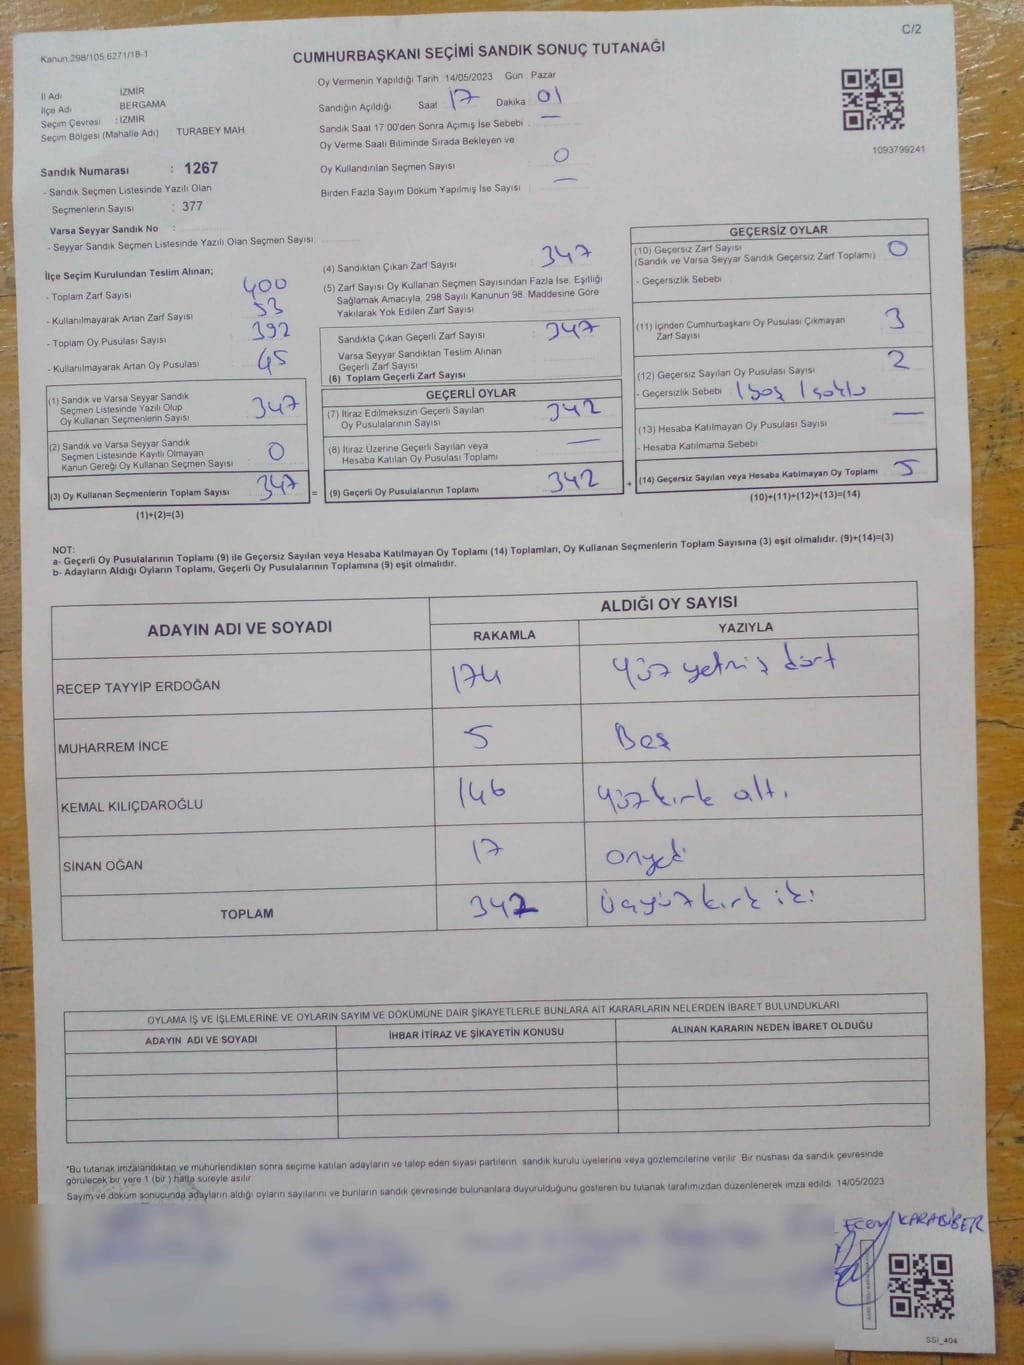 C/2
Kanun.298/105,6271/18-1
CUMHURBAŞKANI SEÇİMİ SANDIK SONUÇ TUTANAĞI
Oy Vermenin Yapıldığı Tarih :14/05/2023 Gün : Pazar
İl Adı İZMİR
İlçe Adı BERGAMA
Seçim Çevresi : İZMİR
Seçim Bölgesi (Mahalle Adı) TURABEY MAH
Sandığın Açıldığı Saat 17 Dakika 01
Sandık Saat 17:00'den Sonra Açılmış İse Sebebi : —
Oy Verme Saati Bitiminde Sırada Bekleyen ve
Oy Kullandırılan Seçmen Sayısı 0
Birden Fazla Sayım Döküm Yapılmış İse Sayısı —
1093799241
Sandık Numarası : 1267
- Sandık Seçmen Listesinde Yazılı Olan
Seçmenlerin Sayısı : 377
Varsa Seyyar Sandık No :
- Seyyar Sandık Seçmen Listesinde Yazılı Olan Seçmen Sayısı:
İlçe Seçim Kurulundan Teslim Alınan;
- Toplam Zarf Sayısı 400
- Kullanılmayarak Artan Zarf Sayısı 53
- Toplam Oy Pusulası Sayısı 392
- Kullanılmayarak Artan Oy Pusulası 45
(1) Sandık ve Varsa Seyyar Sandık
Seçmen Listesinde Yazılı Olup
Oy Kullanan Seçmenlerin Sayısı 347
(2) Sandık ve Varsa Seyyar Sandık
Seçmen Listesinde Kayıtlı Olmayan
Kanun Gereği Oy Kullanan Seçmen Sayısı 0
(3) Oy Kullanan Seçmenlerin Toplam Sayısı 347 =
(1)+(2)=(3)
(4) Sandıktan Çıkan Zarf Sayısı 347
(5) Zarf Sayısı Oy Kullanan Seçmen Sayısından Fazla İse, Eşitliği
Sağlamak Amacıyla, 298 Sayılı Kanunun 98. Maddesine Göre
Yakılarak Yok Edilen Zarf Sayısı
Sandıkta Çıkan Geçerli Zarf Sayısı 347
Varsa Seyyar Sandıktan Teslim Alınan
Geçerli Zarf Sayısı
(6) Toplam Geçerli Zarf Sayısı
GEÇERLİ OYLAR
(7) İtiraz Edilmeksizin Geçerli Sayılan
Oy Pusulalarının Sayısı 342
(8) İtiraz Üzerine Geçerli Sayılan veya
Hesaba Katılan Oy Pusulası Toplamı —
(9) Geçerli Oy Pusulalarının Toplamı 342 +
GEÇERSİZ OYLAR
(10) Geçersiz Zarf Sayısı
(Sandık ve Varsa Seyyar Sandık Geçersiz Zarf Toplamı) 0
- Geçersizlik Sebebi
(11) İçinden Cumhurbaşkanı Oy Pusulası Çıkmayan
Zarf Sayısı 3
(12) Geçersiz Sayılan Oy Pusulası Sayısı 2
- Geçersizlik Sebebi 1 boş 1
(13) Hesaba Katılmayan Oy Pusulası Sayısı —
- Hesaba Katılmama Sebebi
(14) Geçersiz Sayılan veya Hesaba Katılmayan Oy Toplamı 5
(10)+(11)+(12)+(13)=(14)
NOT:
a- Geçerli Oy Pusulalarının Toplamı (9) ile Geçersiz Sayılan veya Hesaba Katılmayan Oy Toplamı (14) Toplamları, Oy Kullanan Seçmenlerin Toplam Sayısına (3) eşit olmalıdır. (9)+(14)=(3)
b- Adayların Aldığı Oyların Toplamı, Geçerli Oy Pusulalarının Toplamına (9) eşit olmalıdır.
ADAYIN ADI VE SOYADI ALDIĞI OY SAYISI
RAKAMLA YAZIYLA
RECEP TAYYİP ERDOĞAN 174 Yüz yetmiş dört
MUHARREM İNCE 5 Beş
KEMAL KILIÇDAROĞLU 146 Yüz kırk altı
SİNAN OĞAN 17 Onyedi
TOPLAM 342 Üçyüz kırk iki
OYLAMA İŞ VE İŞLEMLERİNE VE OYLARIN SAYIM VE DÖKÜMÜNE DAİR ŞİKAYETLERLE BUNLARA AİT KARARLARIN NELERDEN İBARET BULUNDUKLARI
ADAYIN ADI VE SOYADI İHBAR İTİRAZ VE ŞİKAYETİN KONUSU ALINAN KARARIN NEDEN İBARET OLDUĞU
*Bu tutanak imzalandıktan ve mühürlendikten sonra seçime katılan adayların ve talep eden siyasi partilerin sandık kurulu üyelerine veya gözlemcilerine verilir. Bir nüshası da sandık çevresinde
görülecek bir yere 1 (bir) hafta süreyle asılır
Sayım ve döküm sonucunda adayların aldığı oyların sayılarını ve bunların sandık çevresinde bulunanlara duyurulduğunu gösteren bu tutanak tarafımızdan düzenlenerek imza edildi. 14/05/2023
KARABİBER
SSI_404